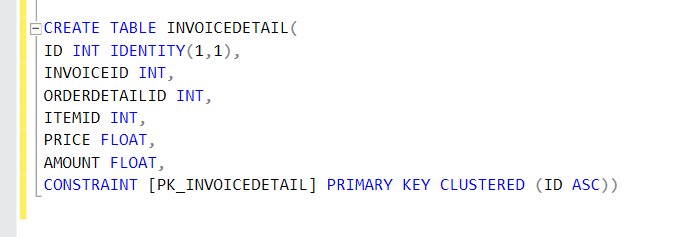 CREATE TABLE INVOICEDETAIL(
ID INT IDENTITY(1,1),
INVOICEID INT,
ORDERDETAILID INT,
ITEMID INT,
PRICE FLOAT,
AMOUNT FLOAT,
CONSTRAINT [PK_INVOICEDETAIL] PRIMARY KEY CLUSTERED (ID ASC))